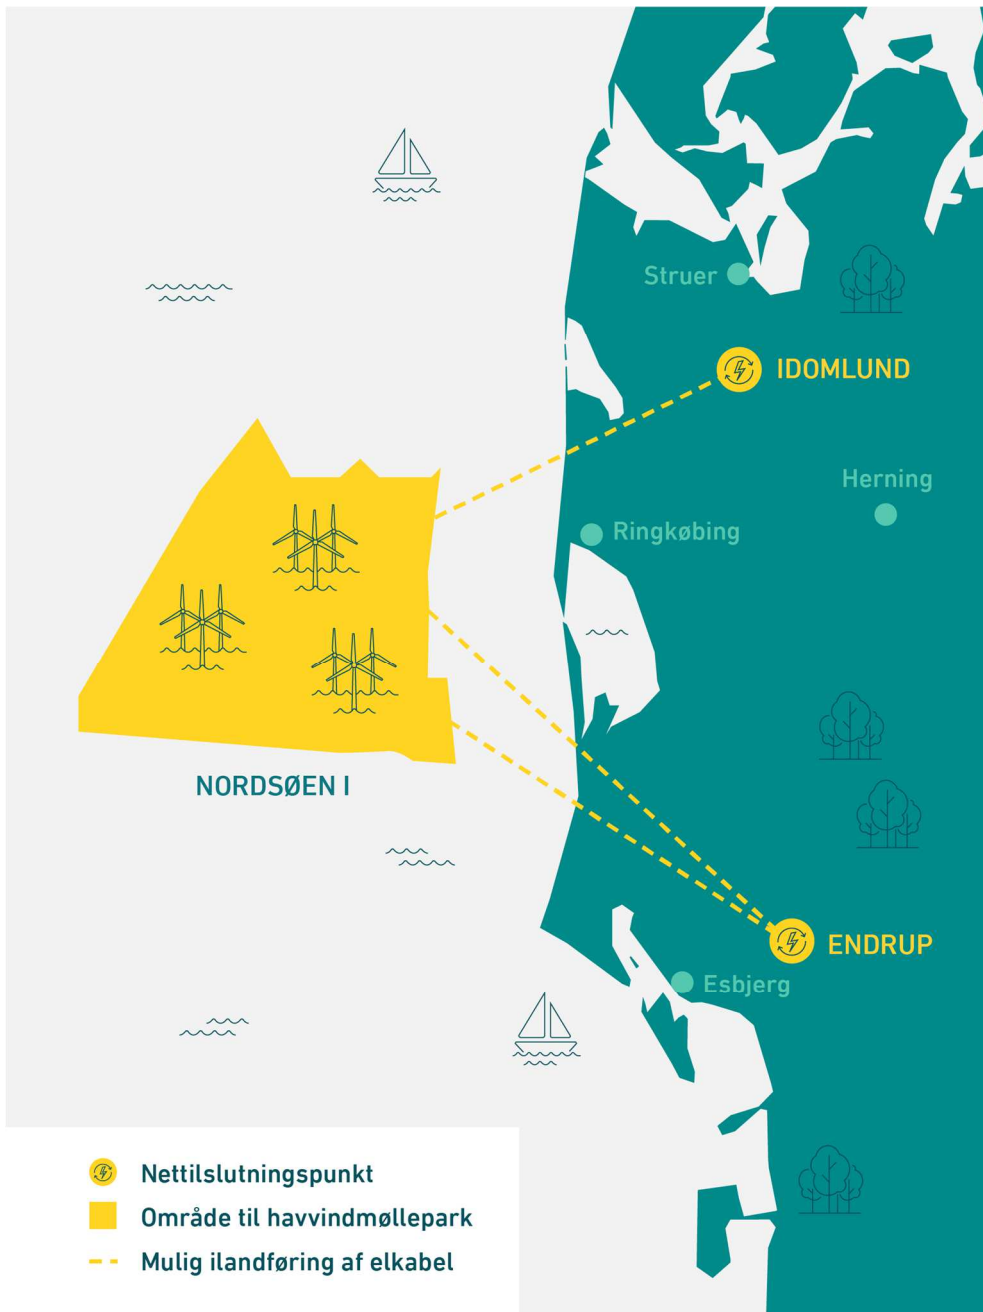 Struer
IDOMLUND
Herning
Ringkøbing
NORDSØEN I
ENDRUP
Esbjerg
Nettilslutningspunkt
Område til havvindmøllepark
Mulig ilandføring af elkabel